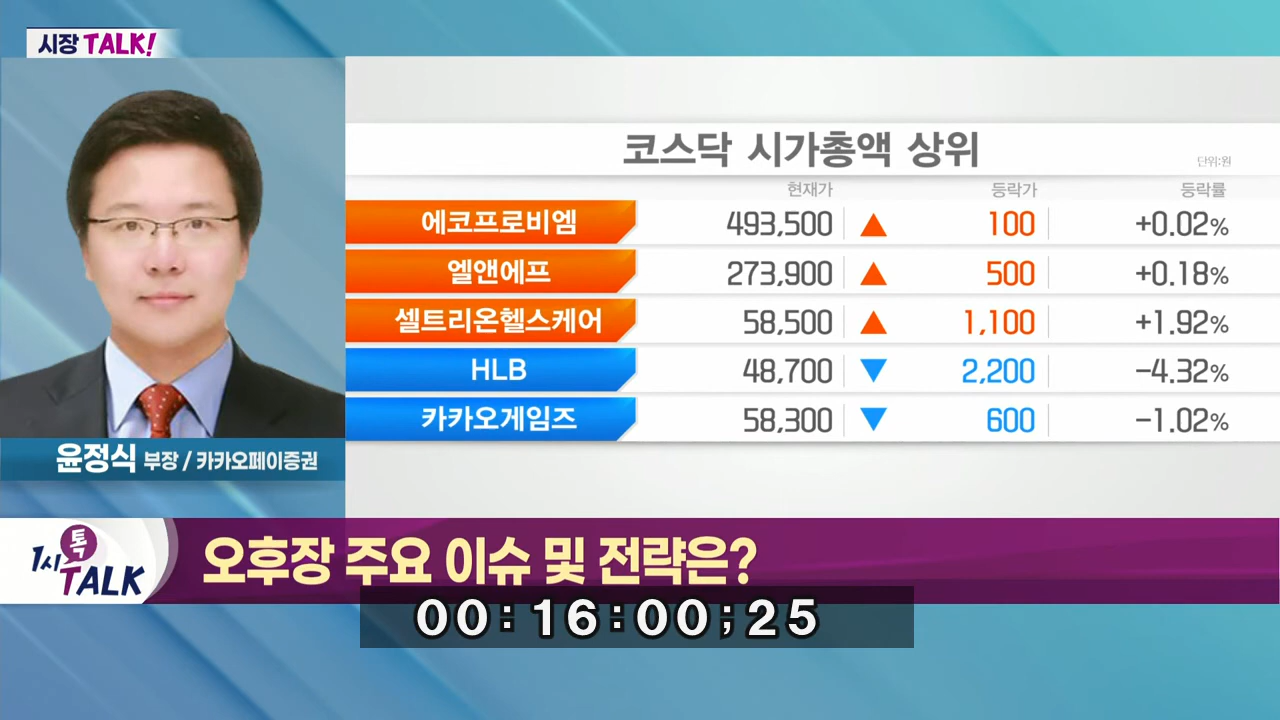 시장 TALK!
코스닥 시가총액 상위
단위:원
현재가 등락가 등락률
에코프로비엠 493,500 ▲ 100 +0.02%
엘앤에프 273,900 ▲ 500 +0.18%
셀트리온헬스케어 58,500 ▲ 1,100 +1.92%
HLB 48,700 ▼ 2,200 -4.32%
카카오게임즈 58,300 ▼ 600 -1.02%
윤정식 부장 / 카카오페이증권
1시 톡 TALK
오후장 주요 이슈 및 전략은?
00:16:00;25